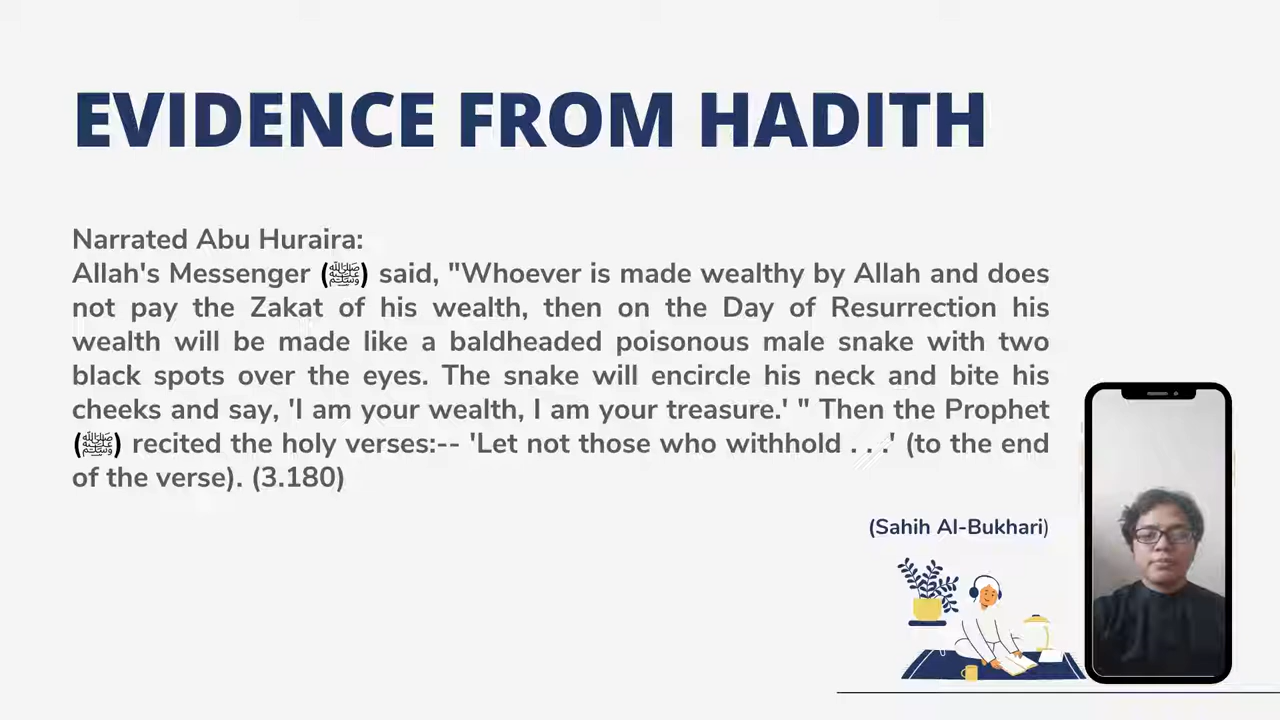 EVIDENCE FROM HADITH
Narrated Abu Huraira:
Allah's Messenger (ﷺ) said, "Whoever is made wealthy by Allah and does
not pay the Zakat of his wealth, then on the Day of Resurrection his
wealth will be made like a baldheaded poisonous male snake with two
black spots over the eyes. The snake will encircle his neck and bite his
cheeks and say, 'I am your wealth, I am your treasure.' " Then the Prophet
(ﷺ) recited the holy verses:-- 'Let not those who withhold . . .' (to the end
of the verse). (3.180)
(Sahih Al-Bukhari)